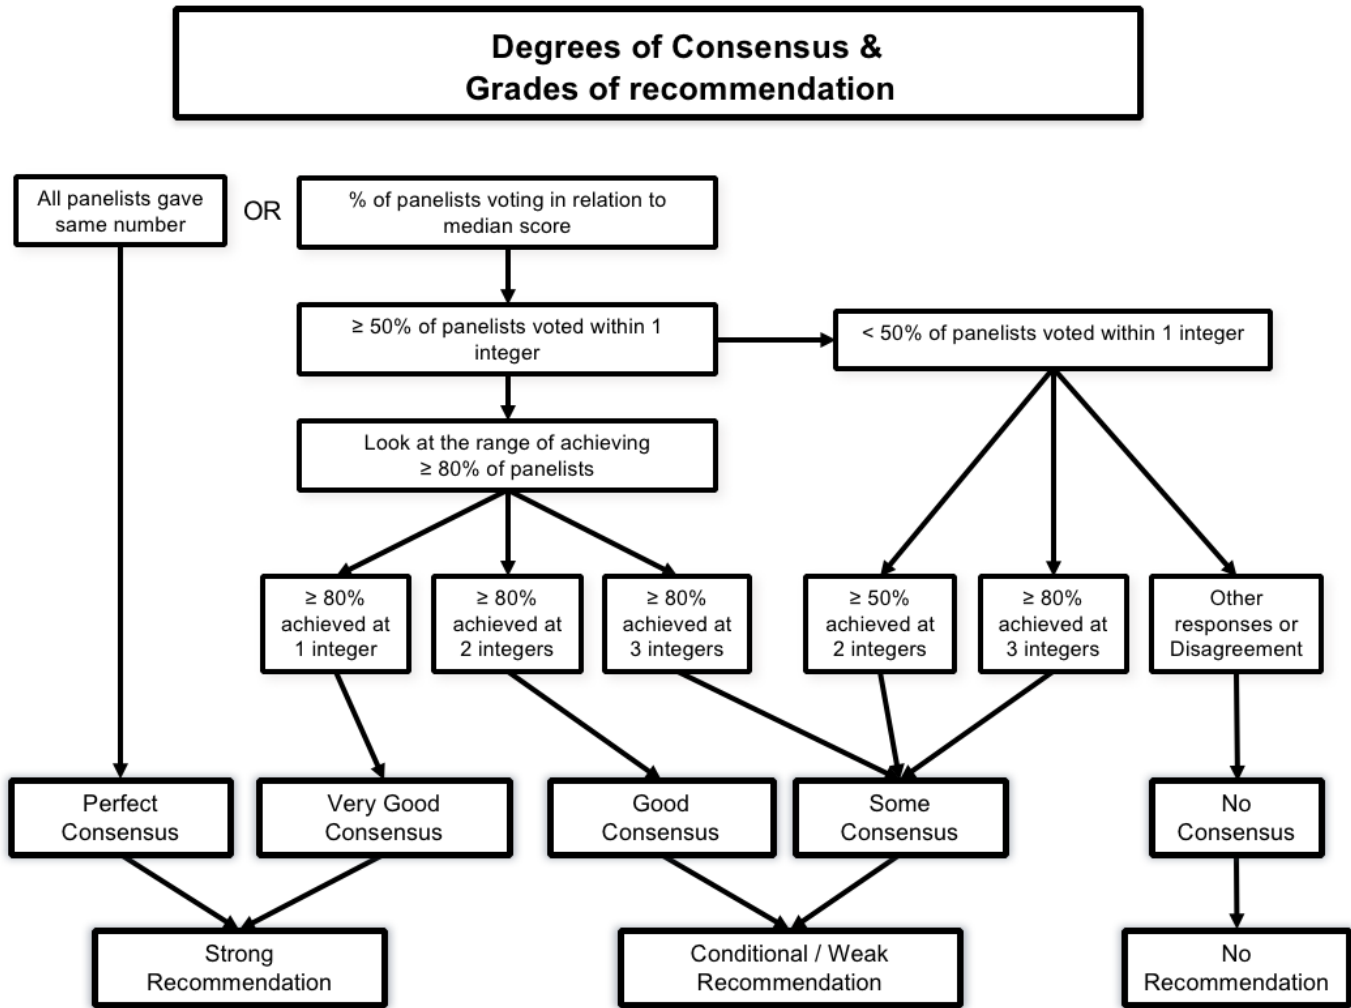 Degrees of Consensus &
Grades of recommendation
All panelists gave
same number
OR
% of panelists voting in relation to
median score
≥ 50% of panelists voted within 1
integer
< 50% of panelists voted within 1 integer
Look at the range of achieving
≥ 80% of panelists
≥ 80%
achieved at
1 integer
≥ 80%
achieved at
2 integers
≥ 80%
achieved at
3 integers
≥ 50%
achieved at
2 integers
≥ 80%
achieved at
3 integers
Other
responses or
Disagreement
Perfect
Consensus
Very Good
Consensus
Good
Consensus
Some
Consensus
No
Consensus
Strong
Recommendation
Conditional / Weak
Recommendation
No
Recommendation